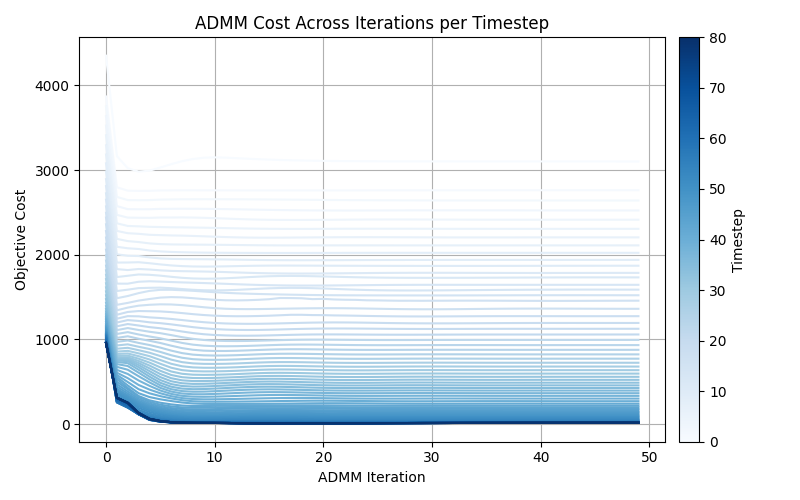 ADMM Cost Across Iterations per Timestep
Objective Cost
4000
3000
2000
1000
0
0 10 20 30 40 50
ADMM Iteration
80
70
60
50
40
30
20
10
0
Timestep